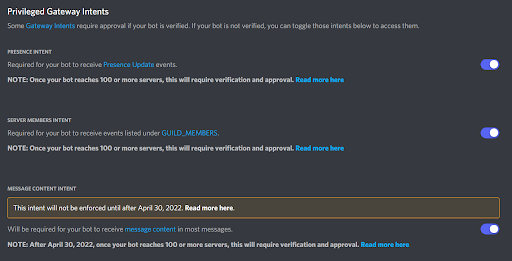 Privileged Gateway Intents
Some Gateway Intents require approval if your bot is verified. If your bot is not verified, you can toggle those intents below to access them.
PRESENCE INTENT
Required for your bot to receive Presence Update events.
NOTE: Once your bot reaches 100 or more servers, this will require verification and approval. Read more here
SERVER MEMBERS INTENT
Required for your bot to receive events listed under GUILD_MEMBERS.
NOTE: Once your bot reaches 100 or more servers, this will require verification and approval. Read more here
MESSAGE CONTENT INTENT
This intent will not be enforced until after April 30, 2022. Read more here.
Will be required for your bot to receive message content in most messages.
NOTE: After April 30, 2022, once your bot reaches 100 or more servers, this will require verification and approval. Read more here